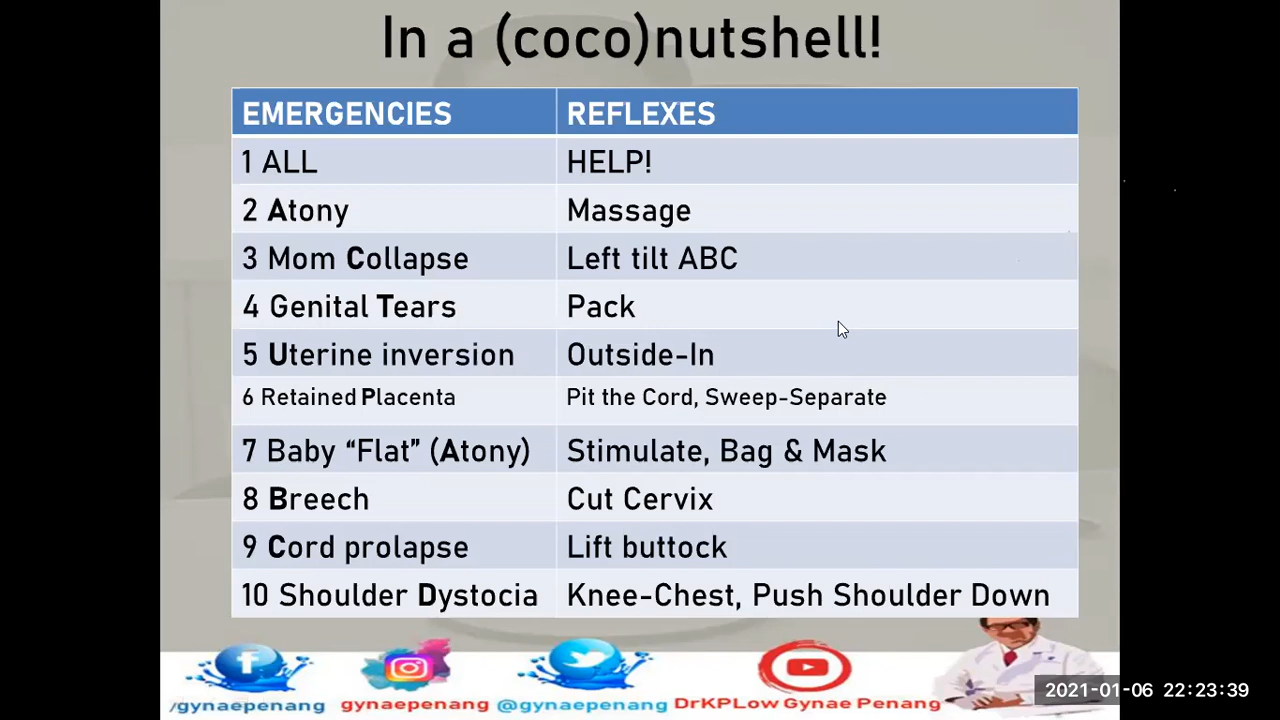 In a (coco)nutshell!
EMERGENCIES REFLEXES
1 ALL HELP!
2 Atony Massage
3 Mom Collapse Left tilt ABC
4 Genital Tears Pack
5 Uterine inversion Outside-In
6 Retained Placenta Pit the Cord, Sweep-Separate
7 Baby “Flat” (Atony) Stimulate, Bag & Mask
8 Breech Cut Cervix
9 Cord prolapse Lift buttock
10 Shoulder Dystocia Knee-Chest, Push Shoulder Down
/gynaepenang gynaepenang @gynaepenang DrKPLow Gynae Penang
2021-01-06 22:23:39